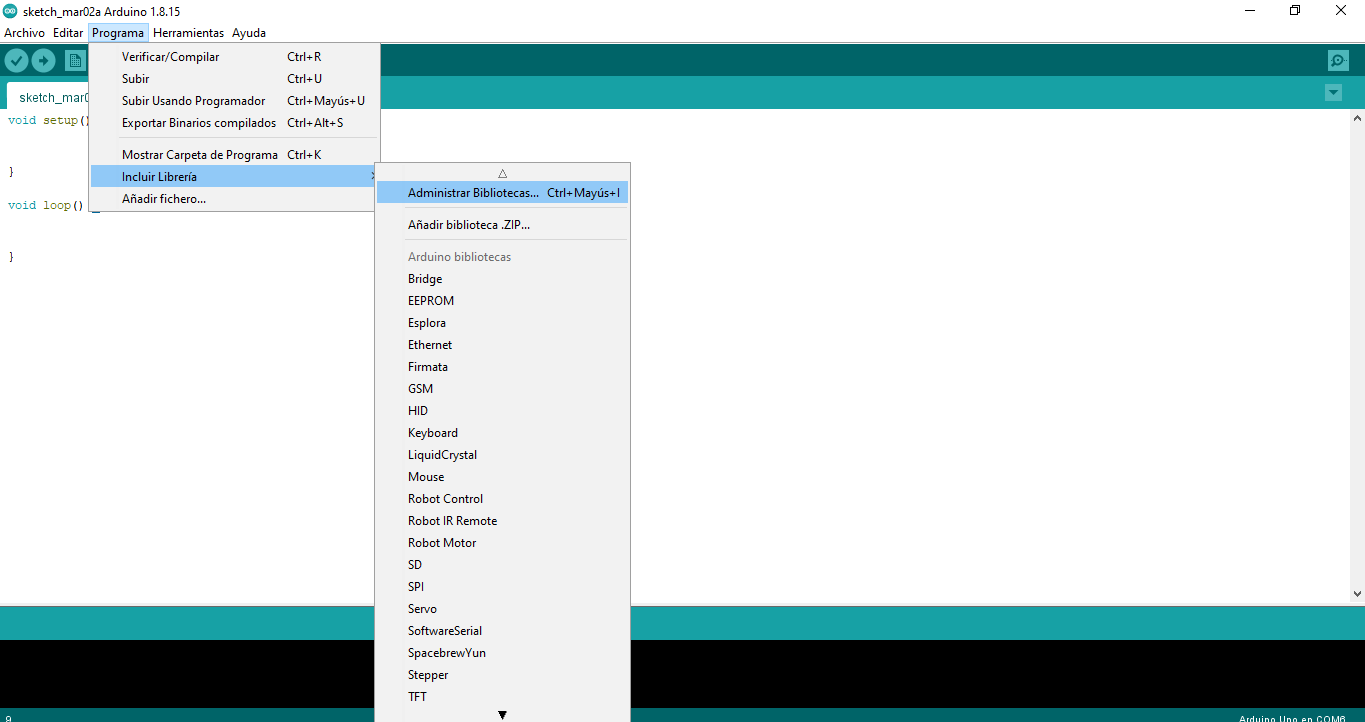 sketch_mar02a Arduino 1.8.15
Archivo Editar Programa Herramientas Ayuda
Verificar/Compilar Ctrl+R
Subir Ctrl+U
Subir Usando Programador Ctrl+Mayús+U
Exportar Binarios compilados Ctrl+Alt+S
Mostrar Carpeta de Programa Ctrl+K
Incluir Librería
Añadir fichero...
sketch_mar0
void setup()
}
void loop()
}
Administrar Bibliotecas... Ctrl+Mayús+I
Añadir biblioteca .ZIP...
Arduino bibliotecas
Bridge
EEPROM
Esplora
Ethernet
Firmata
GSM
HID
Keyboard
LiquidCrystal
Mouse
Robot Control
Robot IR Remote
Robot Motor
SD
SPI
Servo
SoftwareSerial
SpacebrewYun
Stepper
TFT
9
Arduino Uno en COM6